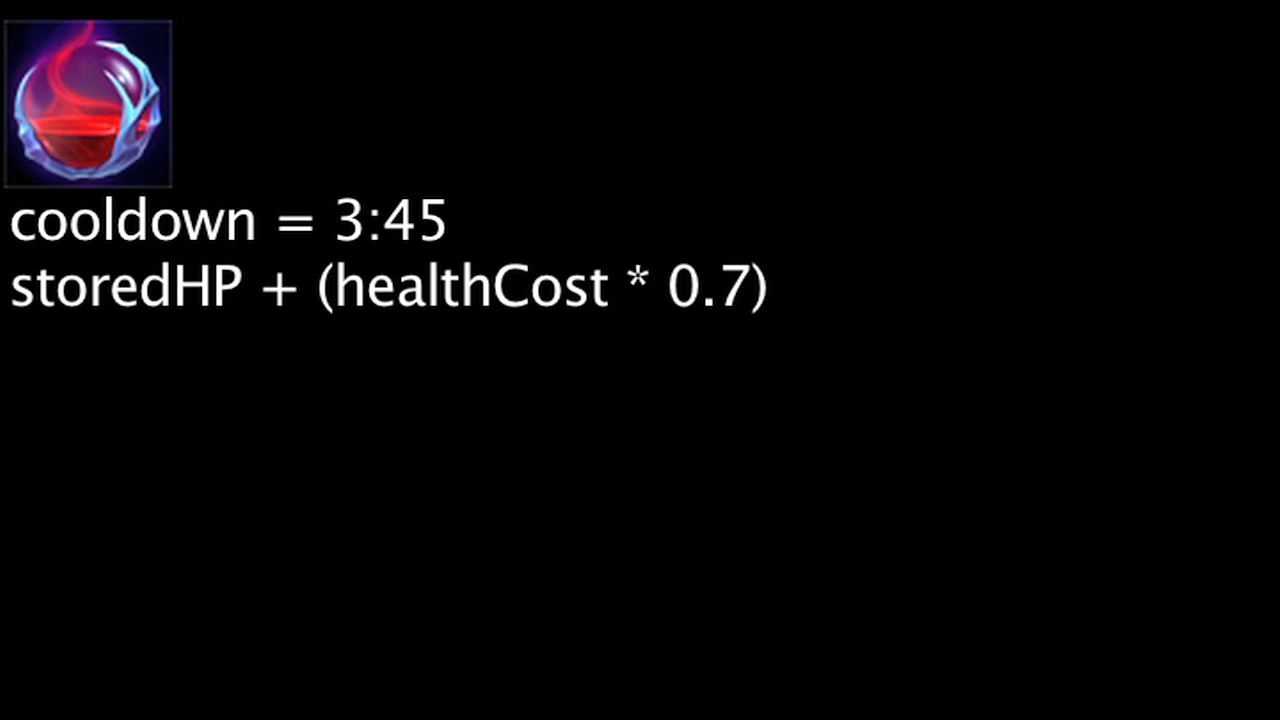 cooldown = 3:45
storedHP + (healthCost * 0.7)